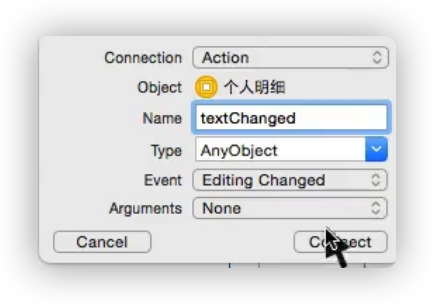 Connection Action
Object 个人明细
Name textChanged
Type AnyObject
Event Editing Changed
Arguments None
Cancel Connect